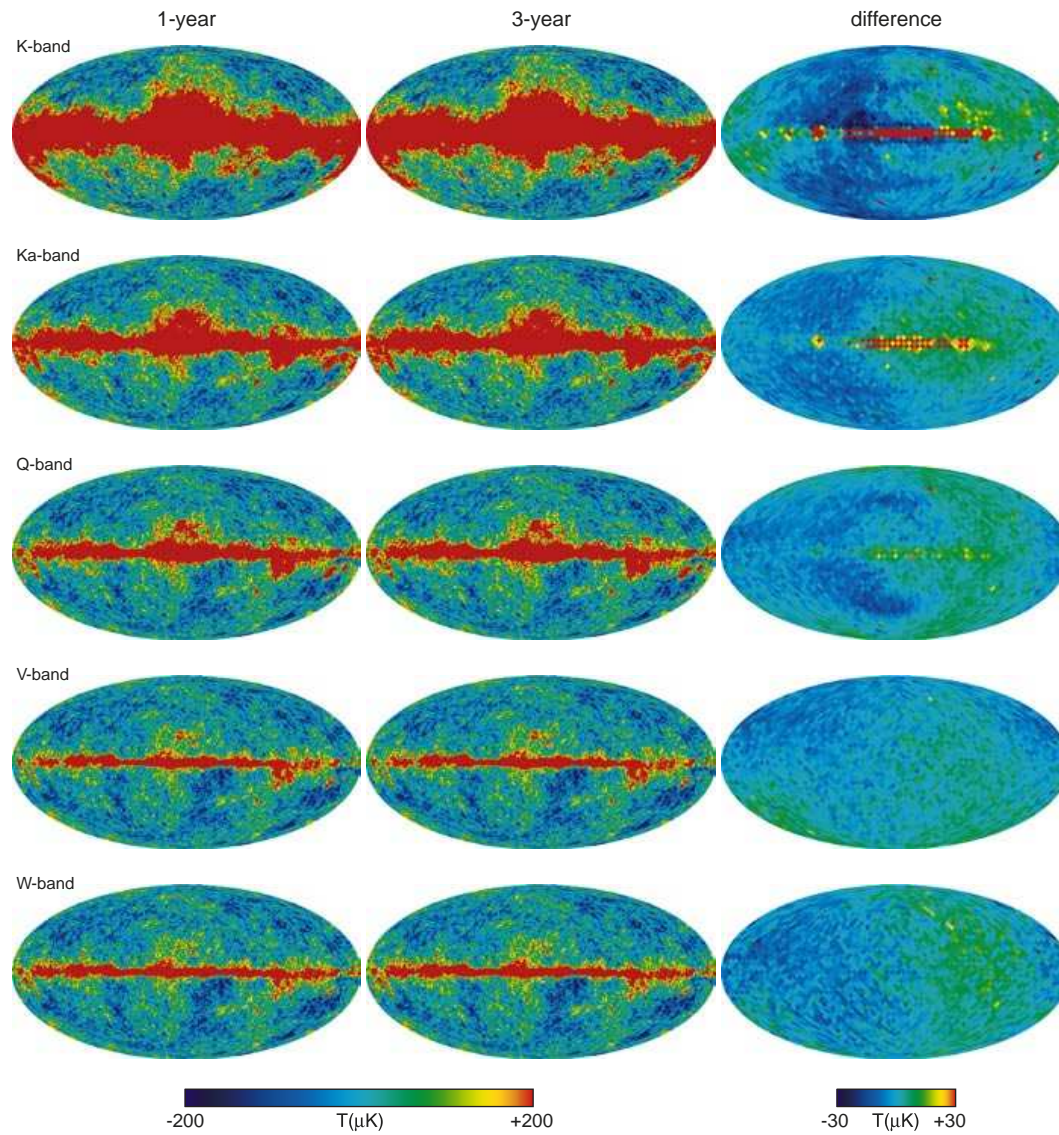 1-year 3-year difference
K-band
Ka-band
Q-band
V-band
W-band
-200 T(μK) +200 -30 T(μK) +30